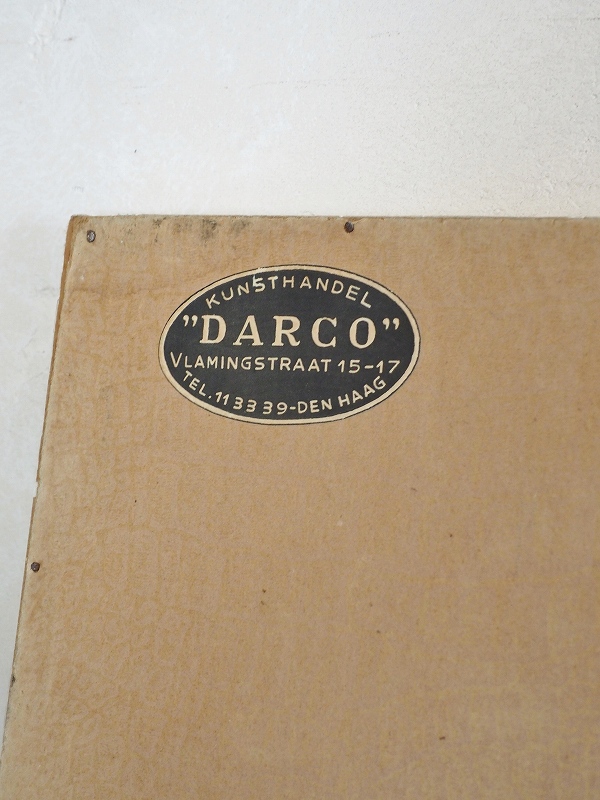 KUNSTHANDEL
"DARCO"
VLAMINGSTRAAT 15-17
TEL. 11 33 39-DEN HAAG